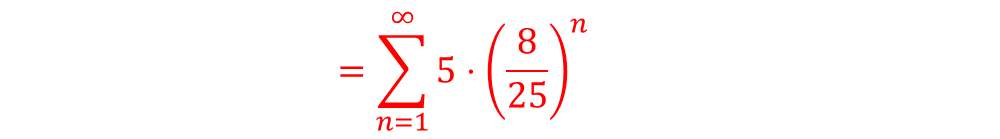 = ∑_{n=1}^{∞} 5 · (8/25)^n